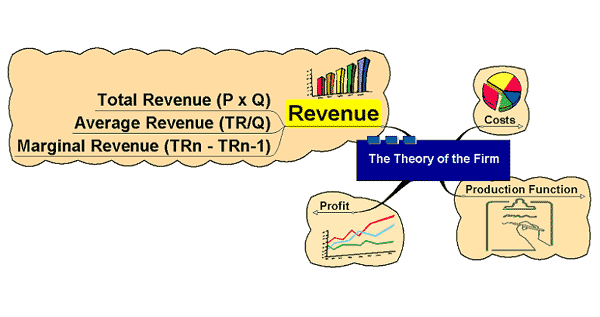 Total Revenue (P x Q)
Average Revenue (TR/Q)
Marginal Revenue (TRn - TRn-1)
Revenue
Costs
The Theory of the Firm
Profit
Production Function